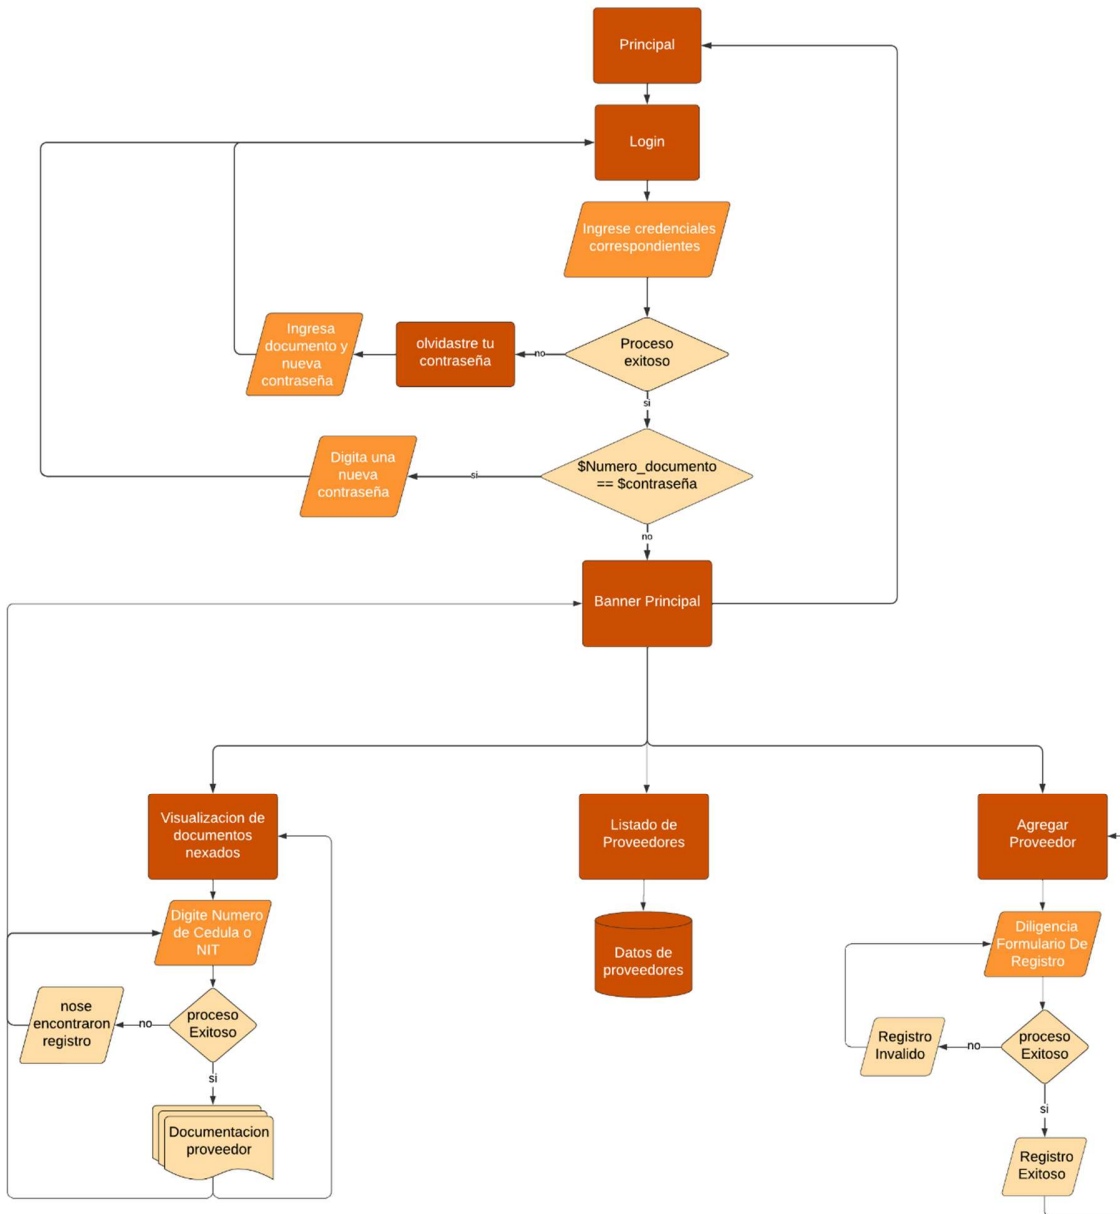 Principal
Login
Ingrese credenciales
correspondientes
Proceso
exitoso
no
olvidastre tu
contraseña
Ingresa
documento y
nueva
contraseña
si
$Numero_documento
== $contraseña
si
Digita una
nueva
contraseña
no
Banner Principal
Visualizacion de
documentos
nexados
Digite Numero
de Cedula o
NIT
proceso
Exitoso
no
nose
encontraron
registro
si
Documentacion
proveedor
Listado de
Proveedores
Datos de
proveedores
Agregar
Proveedor
Diligencia
Formulario De
Registro
proceso
Exitoso
no
Registro
Invalido
si
Registro
Exitoso